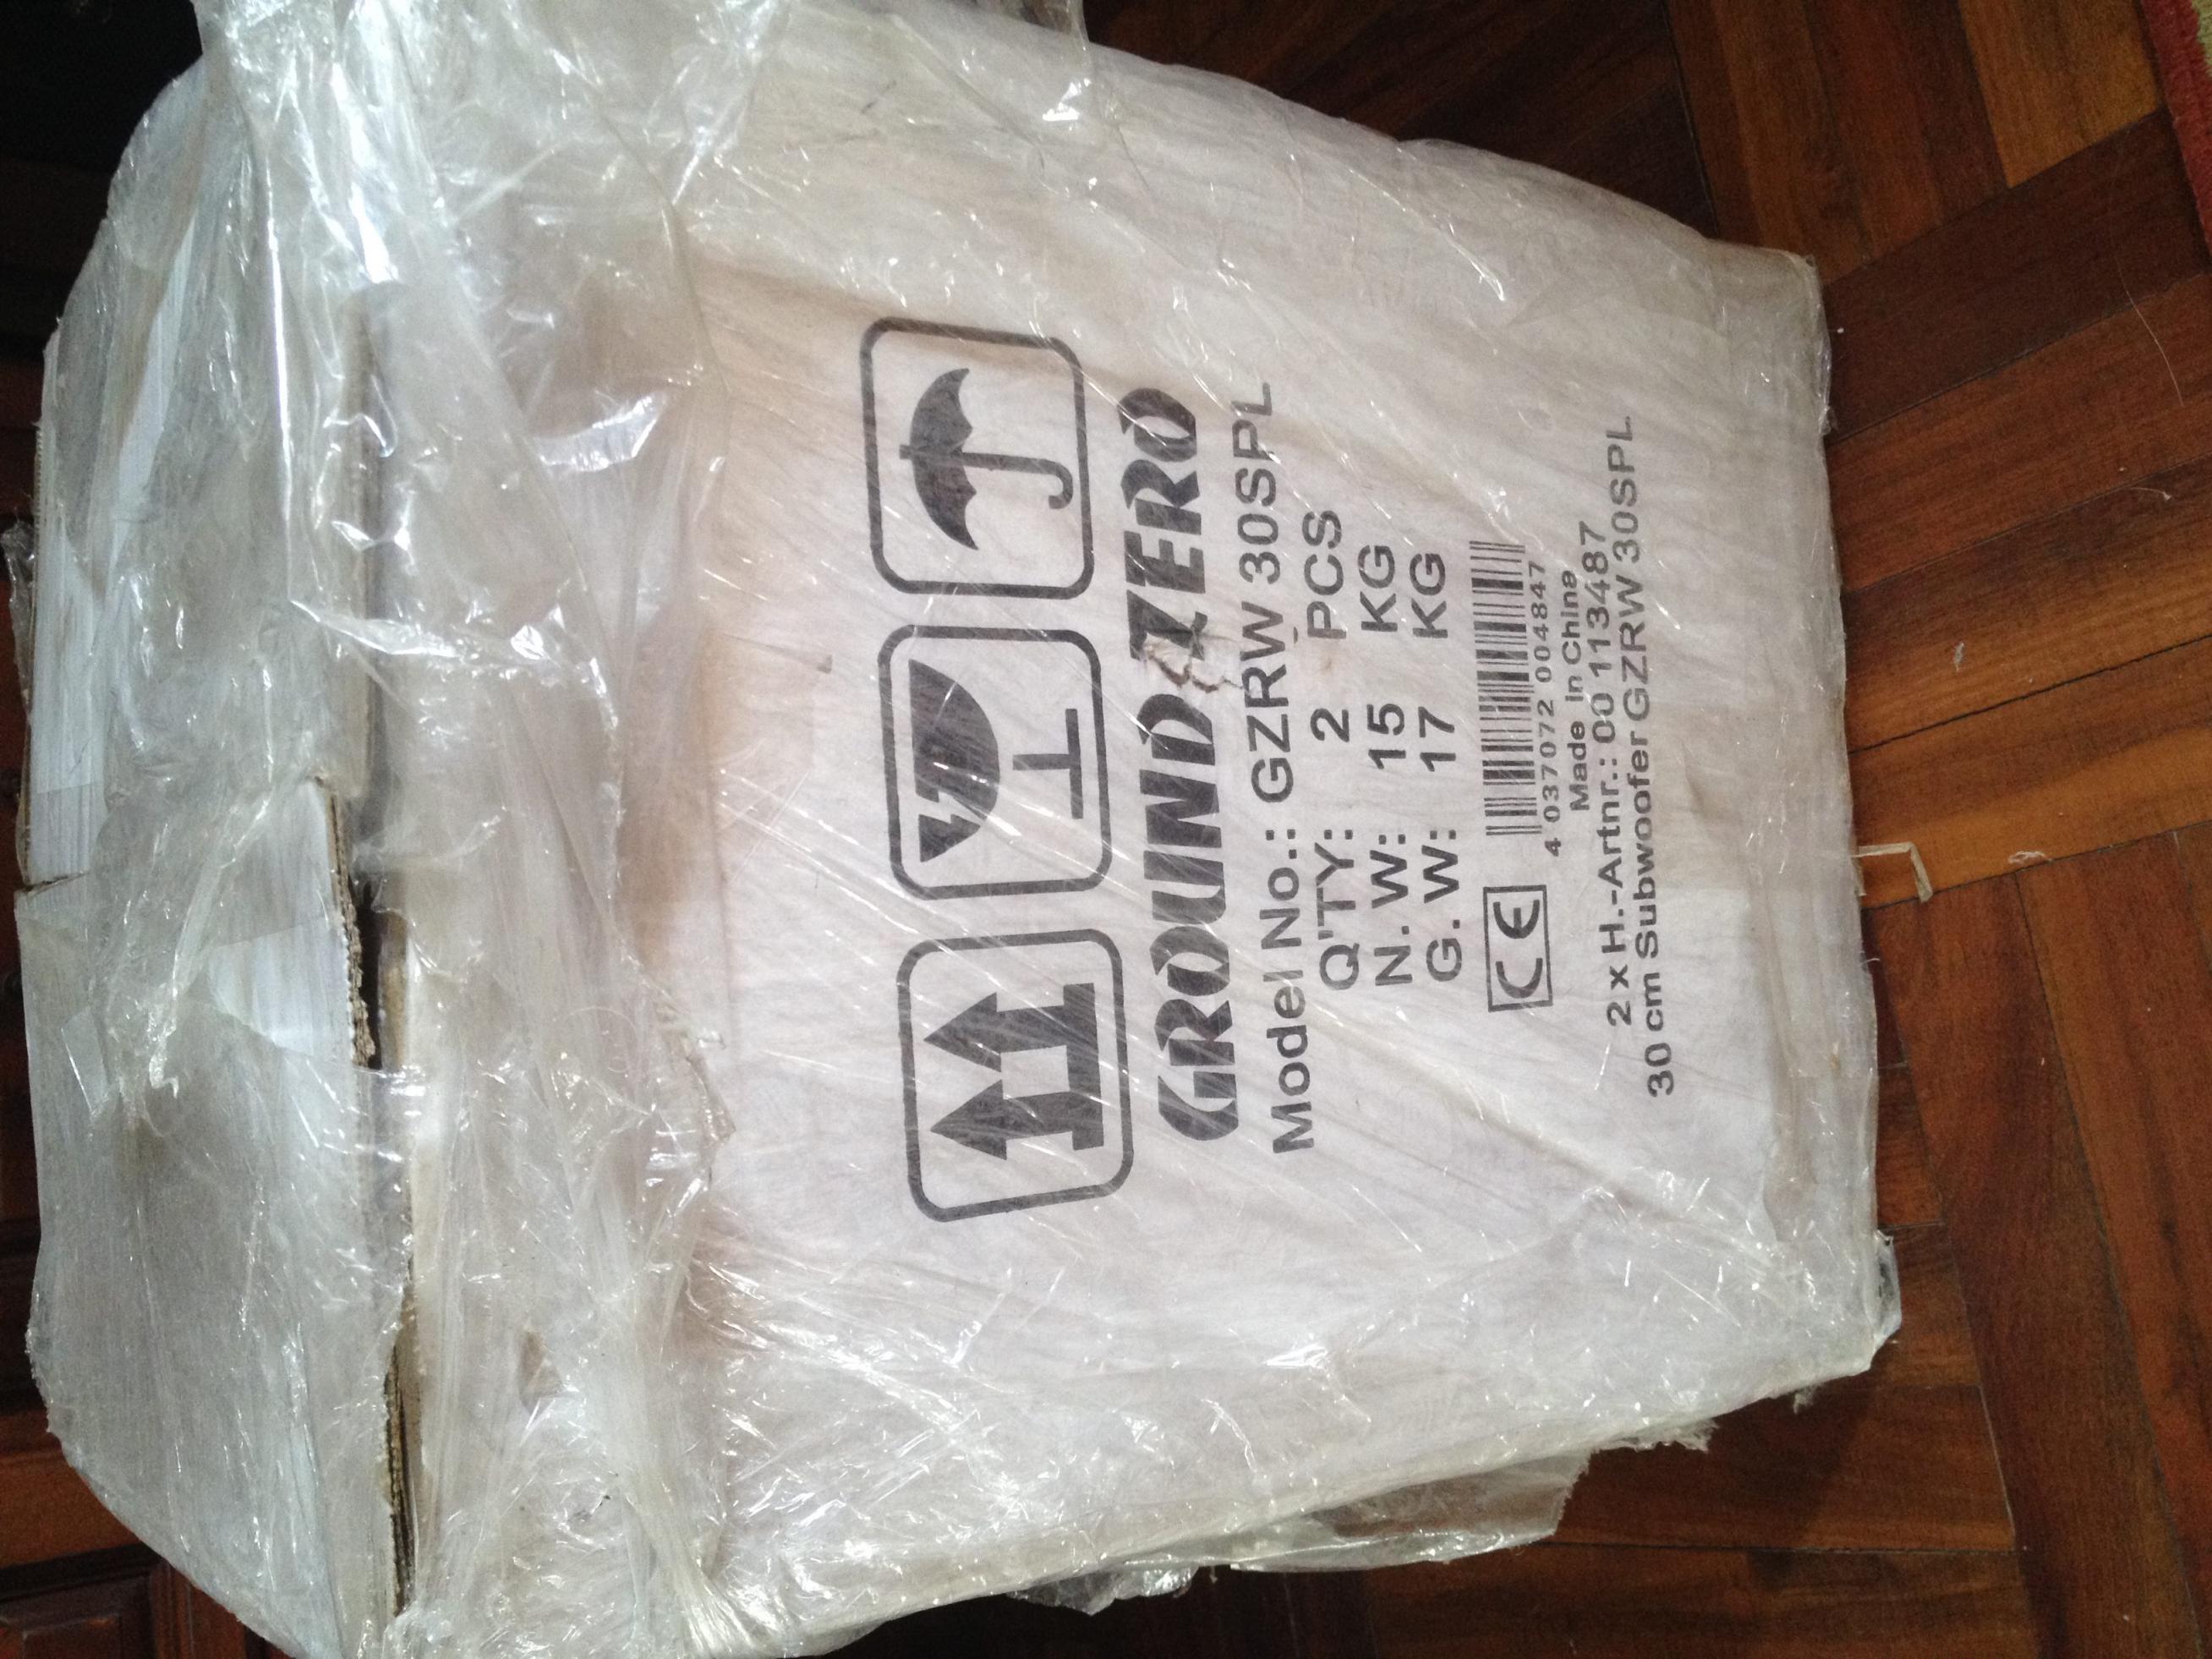 GROUND ZERO
Model No.: GZRW 30SPL
Q'TY: 2 PCS
N.W: 15 KG
G.W: 17 KG
CE
4 037072 004847
Made in China
2 x H.-Artnr.: 00 113487
30 cm Subwoofer GZRW 30SPL